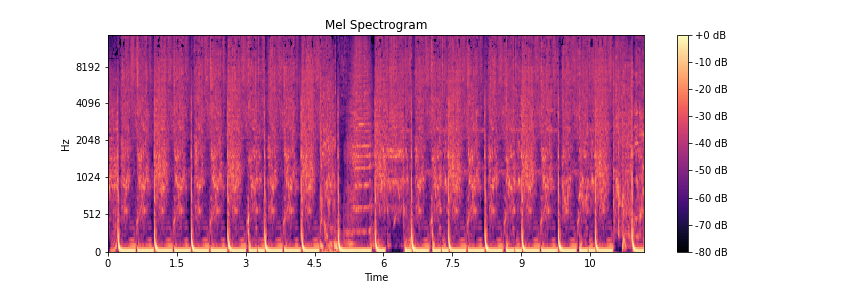 Mel Spectrogram
+0 dB
-10 dB
-20 dB
-30 dB
-40 dB
-50 dB
-60 dB
-70 dB
-80 dB
Hz
8192
4096
2048
1024
512
0
0 1.5 3 4.5 6 7.5 9 10
Time